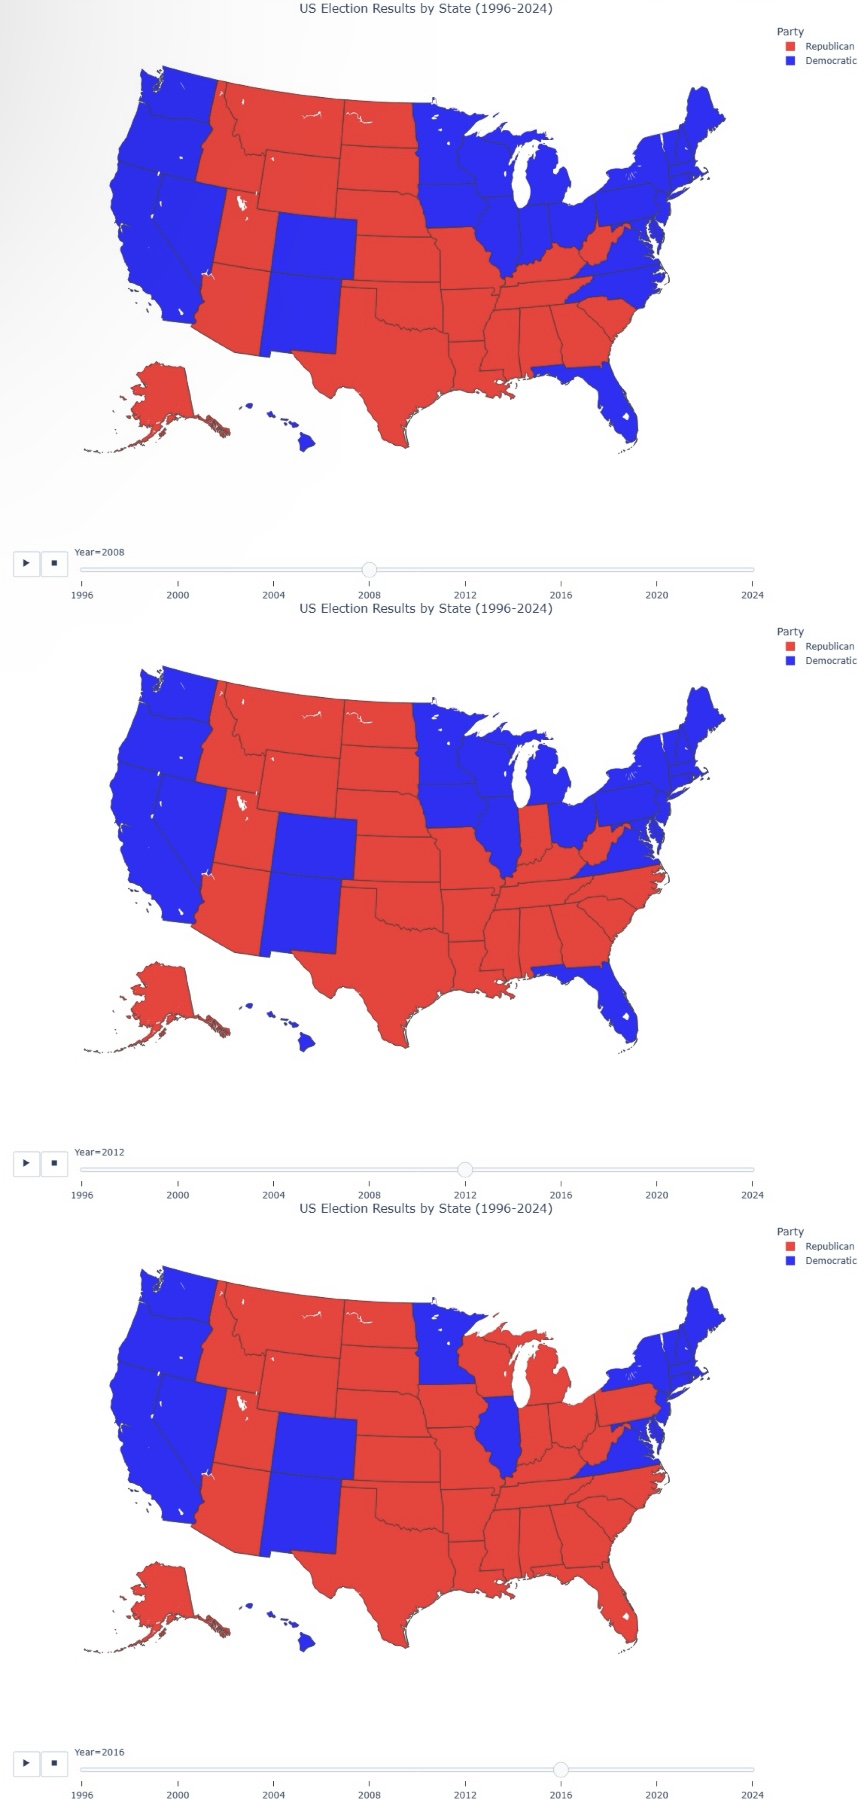 US Election Results by State (1996-2024)
Party
Republican
Democratic
Year=2008
1996 2000 2004 2008 2012 2016 2020 2024
US Election Results by State (1996-2024)
Party
Republican
Democratic
Year=2012
1996 2000 2004 2008 2012 2016 2020 2024
US Election Results by State (1996-2024)
Party
Republican
Democratic
Year=2016
1996 2000 2004 2008 2012 2016 2020 2024